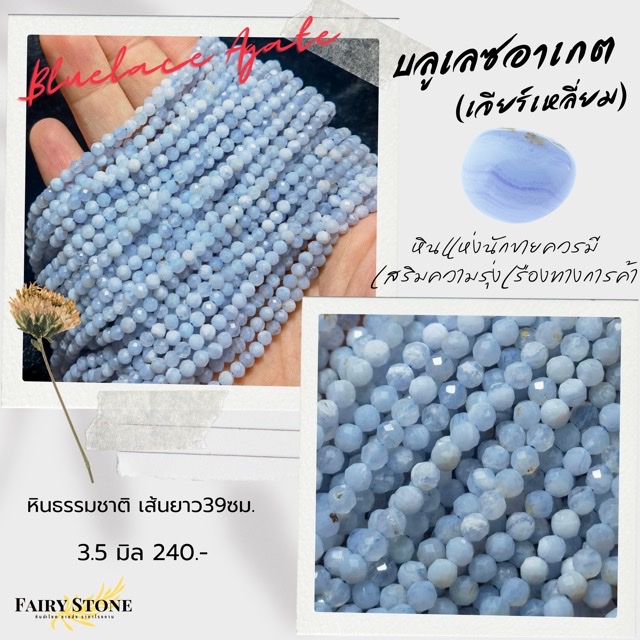 Bluelace Agate
บลูเลซอาเกต
(เจียร์เหลี่ยม)
หินแห่งนักขายควรมี
เสริมความรุ่งเรืองทางการค้า
หินธรรมชาติ เส้นยาว39ซม.
3.5 มิล 240.-
FAIRY STONE